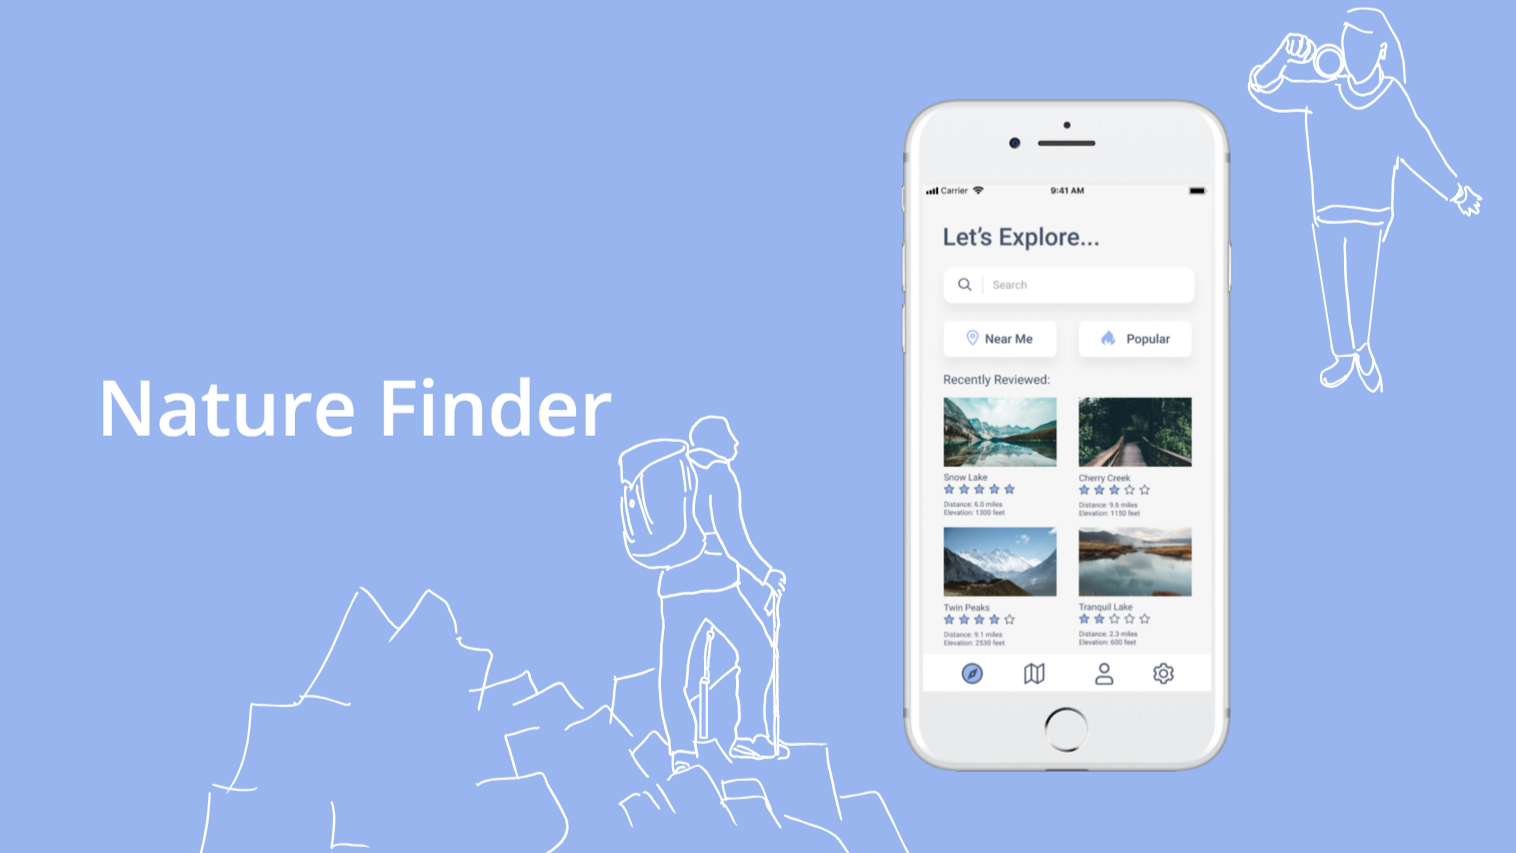 Nature Finder
Carrier
9:41 AM
Let's Explore...
Search
Near Me
Popular
Recently Reviewed:
Snow Lake
Distance: 6.0 miles
Elevation: 1300 feet
Cherry Creek
Distance: 9.6 miles
Elevation: 1150 feet
Twin Peaks
Distance: 9.1 miles
Elevation: 2530 feet
Tranquil Lake
Distance: 2.3 miles
Elevation: 600 feet